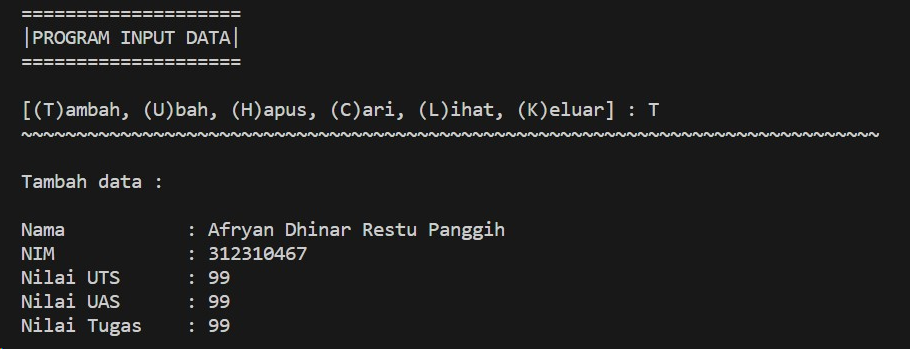 ====================
|PROGRAM INPUT DATA|
====================
[(T)ambah, (U)bah, (H)apus, (C)ari, (L)ihat, (K)eluar] : T
~~~~~~~~~~~~~~~~~~~~~~~~~~~~~~~~~~~~~~~~~~~~~~~~~~~~~~~~~~~~~~~~~~~~~~~~~~~~~~
Tambah data :
Nama           : Afryan Dhinar Restu Panggih
NIM            : 312310467
Nilai UTS      : 99
Nilai UAS      : 99
Nilai Tugas    : 99